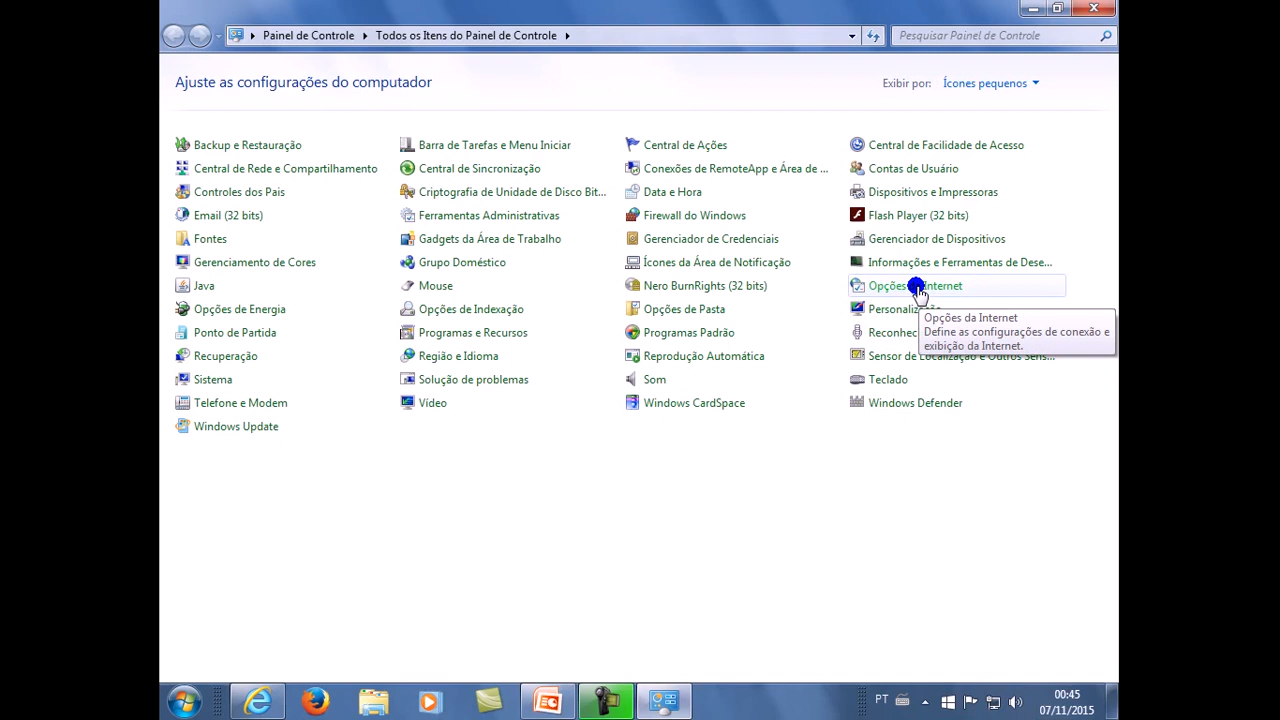 Painel de Controle Todos os Itens do Painel de Controle Pesquisar Painel de Controle
Ajuste as configurações do computador Exibir por: Ícones pequenos
Backup e Restauração Barra de Tarefas e Menu Iniciar Central de Ações Central de Facilidade de Acesso
Central de Rede e Compartilhamento Central de Sincronização Conexões de RemoteApp e Área de ... Contas de Usuário
Controles dos Pais Criptografia de Unidade de Disco Bit... Data e Hora Dispositivos e Impressoras
Email (32 bits) Ferramentas Administrativas Firewall do Windows Flash Player (32 bits)
Fontes Gadgets da Área de Trabalho Gerenciador de Credenciais Gerenciador de Dispositivos
Gerenciamento de Cores Grupo Doméstico Ícones da Área de Notificação Informações e Ferramentas de Dese...
Java Mouse Nero BurnRights (32 bits) Opções Internet
Opções de Energia Opções de Indexação Opções de Pasta Personalização
Ponto de Partida Programas e Recursos Programas Padrão
Recuperação Região e Idioma Reprodução Automática Sensor de Localização e Outros Sens...
Sistema Solução de problemas Som Teclado
Telefone e Modem Vídeo Windows CardSpace Windows Defender
Windows Update
Opções da Internet
Define as configurações de conexão e
exibição da Internet.
PT 00:45
07/11/2015